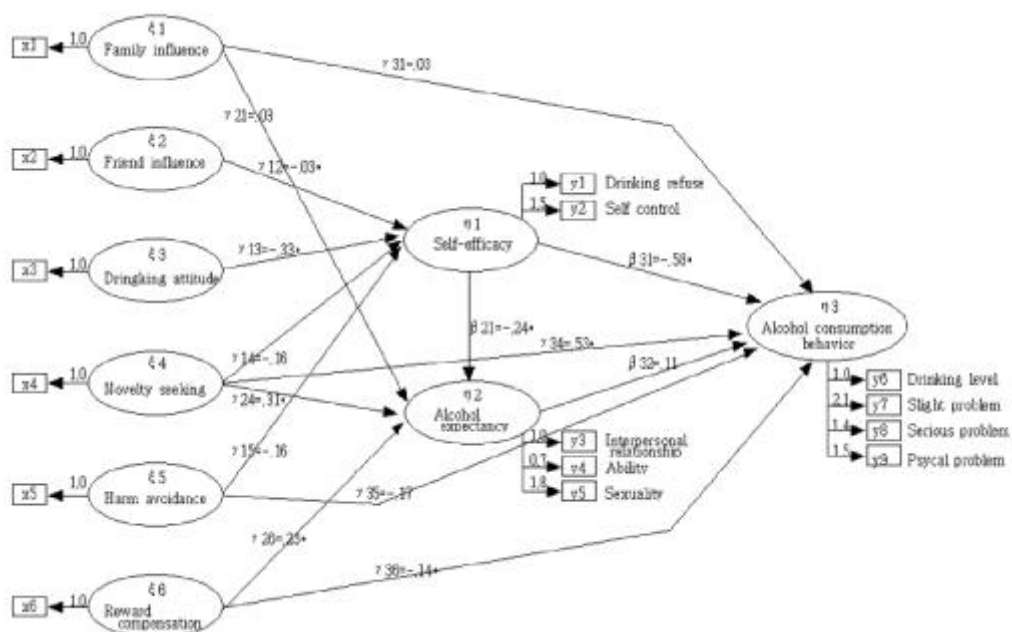 ξ1
x1 1.0 Family influence
γ31=.03
γ21=.03
ξ2
x2 1.0 Friend influence
γ12=-.03*
1.0 y1 Drinking refuse
1.5 y2 Self control
η1
Self-efficacy
ξ3
x3 1.0 Dringking attitude
γ13=-.33*
β31=-.58*
η3
Alcohol consumption
behavior
β21=-.24*
γ34=.53*
γ14=-.16
β32=.11
ξ4
x4 1.0 Novelty seeking
γ24=.31*
η2
Alcohol
expectancy
1.0 y6 Drinking level
2.1 y7 Slight problem
1.4 y8 Serious problem
1.5 y9 Psycal problem
γ15=-.16
1.0 y3 Interpersonal
relationship
0.7 y4 Ability
1.8 y5 Sexuality
ξ5
x5 1.0 Harm avoidance
γ35=-.17
γ26=.23*
γ36=-.14*
ξ6
x6 1.0 Reward
compensation